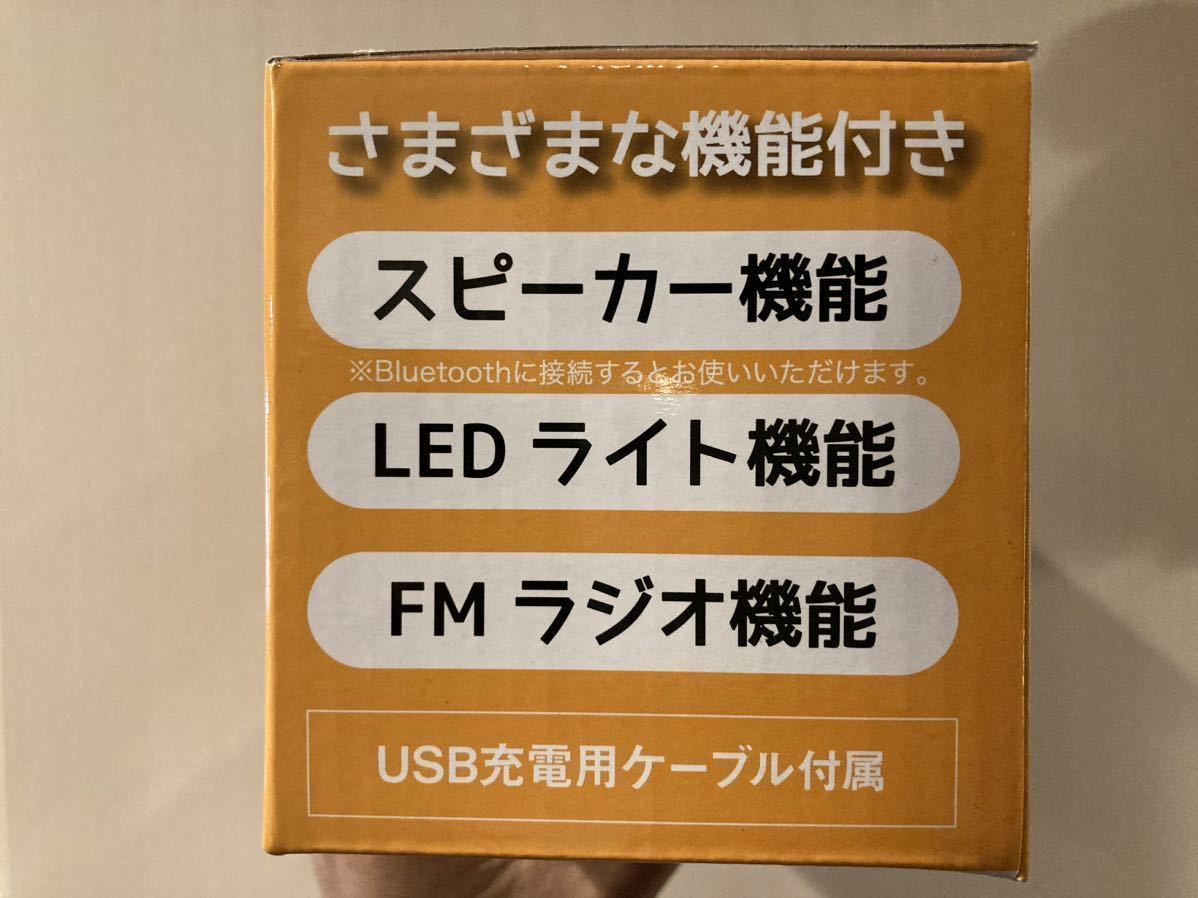 さまざまな機能付き
スピーカー機能
※Bluetoothに接続するとお使いいただけます。
LED ライト機能
FM ラジオ機能
USB充電用ケーブル付属